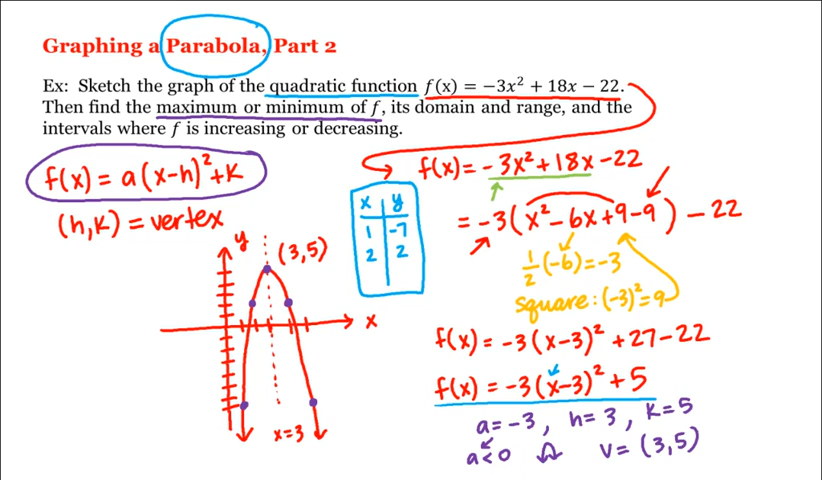 Graphing a Parabola, Part 2
Ex: Sketch the graph of the quadratic function f(x) = −3x² + 18x − 22.
Then find the maximum or minimum of f, its domain and range, and the
intervals where f is increasing or decreasing.
f(x) = a(x-h)² + k
(h,k) = vertex
y
(3,5)
x
x=3
x y
1 -7
2 2
f(x) = -3x² + 18x - 22
= -3(x² - 6x + 9 - 9) - 22
1/2 (-6) = -3
square: (-3)² = 9
f(x) = -3(x-3)² + 27 - 22
f(x) = -3(x-3)² + 5
a = -3, h = 3, k = 5
a < 0 v = (3,5)